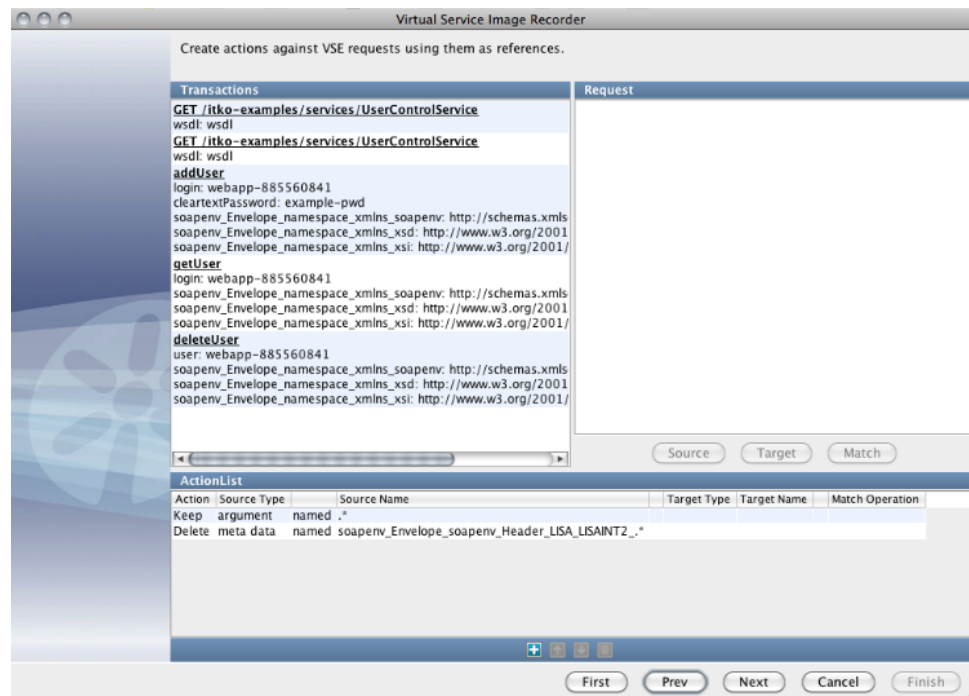 Virtual Service Image Recorder
Create actions against VSE requests using them as references.
Transactions
GET /itko-examples/services/UserControlService
wsdl: wsdl
GET /itko-examples/services/UserControlService
wsdl: wsdl
addUser
login: webapp-885560841
cleartextPassword: example-pwd
soapenv_Envelope_namespace_xmlns_soapenv: http://schemas.xmls
soapenv_Envelope_namespace_xmlns_xsd: http://www.w3.org/2001
soapenv_Envelope_namespace_xmlns_xsi: http://www.w3.org/2001/
getUser
login: webapp-885560841
soapenv_Envelope_namespace_xmlns_soapenv: http://schemas.xmls
soapenv_Envelope_namespace_xmlns_xsd: http://www.w3.org/2001
soapenv_Envelope_namespace_xmlns_xsi: http://www.w3.org/2001/
deleteUser
user: webapp-885560841
soapenv_Envelope_namespace_xmlns_soapenv: http://schemas.xmls
soapenv_Envelope_namespace_xmlns_xsd: http://www.w3.org/2001
soapenv_Envelope_namespace_xmlns_xsi: http://www.w3.org/2001/
Request
Source Target Match
ActionList
Action Source Type Source Name Target Type Target Name Match Operation
Keep argument named .*
Delete meta data named soapenv_Envelope_soapenv_Header_LISA_LISAINT2_.*
First Prev Next Cancel Finish